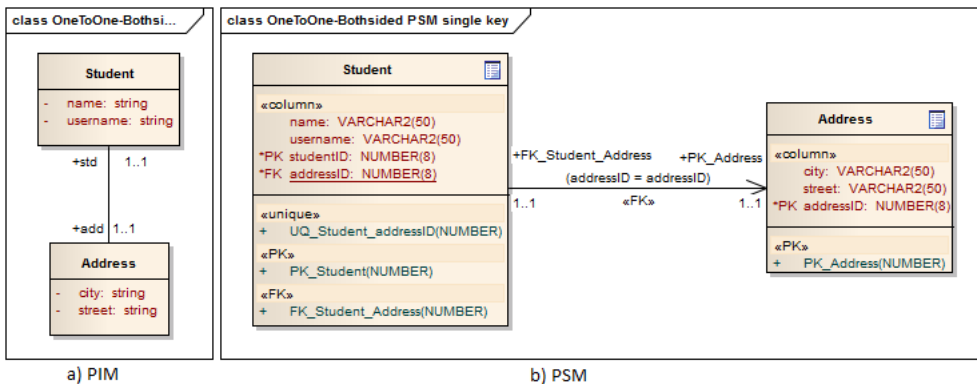 class OneToOne-Bothsi...
Student
- name: string
- username: string
+std 1..1
+add 1..1
Address
- city: string
- street: string
a) PIM
class OneToOne-Bothsided PSM single key
Student
«column»
name: VARCHAR2(50)
username: VARCHAR2(50)
*PK studentID: NUMBER(8)
*FK addressID: NUMBER(8)
«unique»
+ UQ_Student_addressID(NUMBER)
«PK»
+ PK_Student(NUMBER)
«FK»
+ FK_Student_Address(NUMBER)
+FK_Student_Address +PK_Address
(addressID = addressID)
1..1 «FK» 1..1
Address
«column»
city: VARCHAR2(50)
street: VARCHAR2(50)
*PK addressID: NUMBER(8)
«PK»
+ PK_Address(NUMBER)
b) PSM